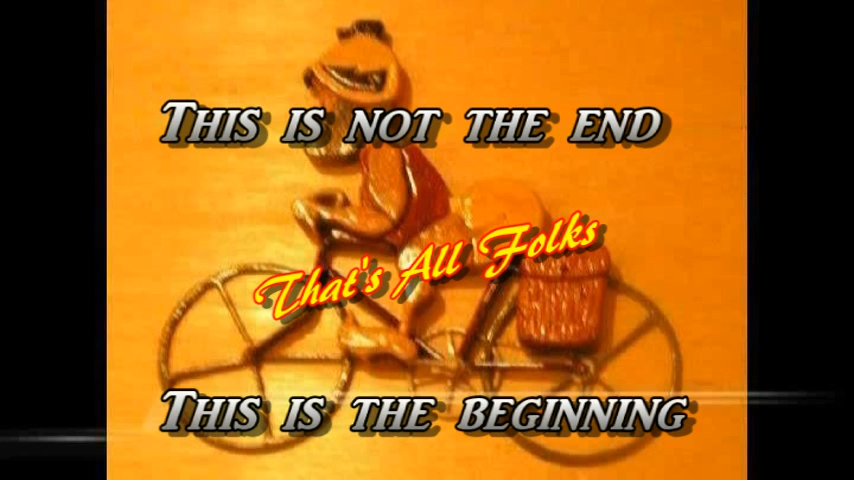 This is not the end
That's All Folks
This is the beginning